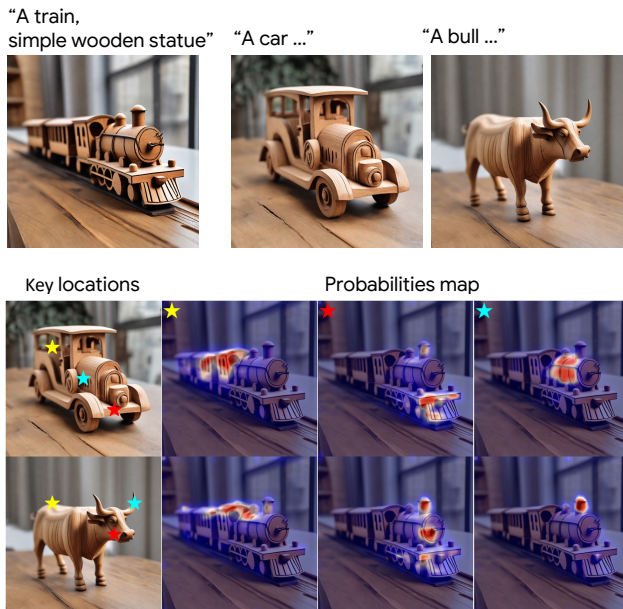 “A train,
simple wooden statue”
“A car ...”
“A bull ...”
Key locations
Probabilities map